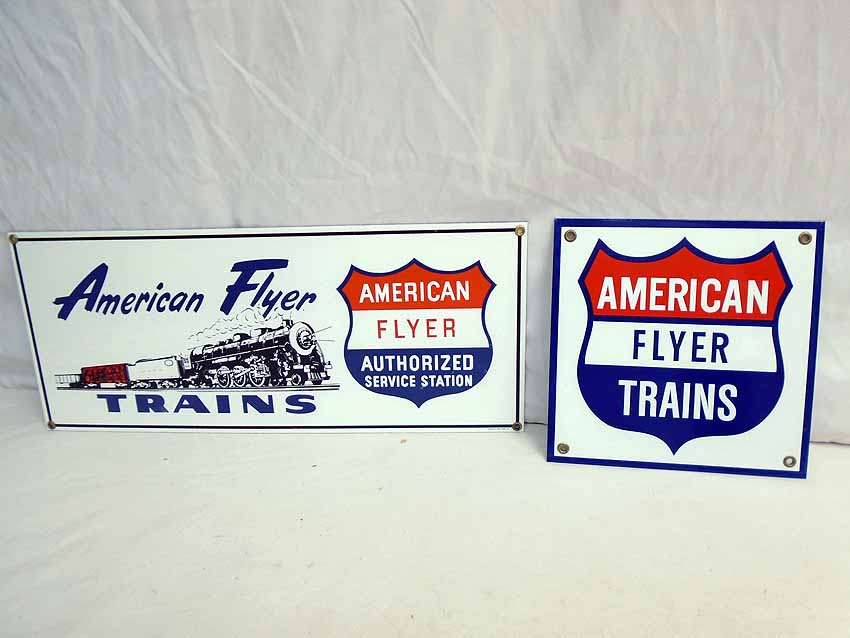 American Flyer
TRAINS
AMERICAN
FLYER
AUTHORIZED
SERVICE STATION
AMERICAN
FLYER
TRAINS